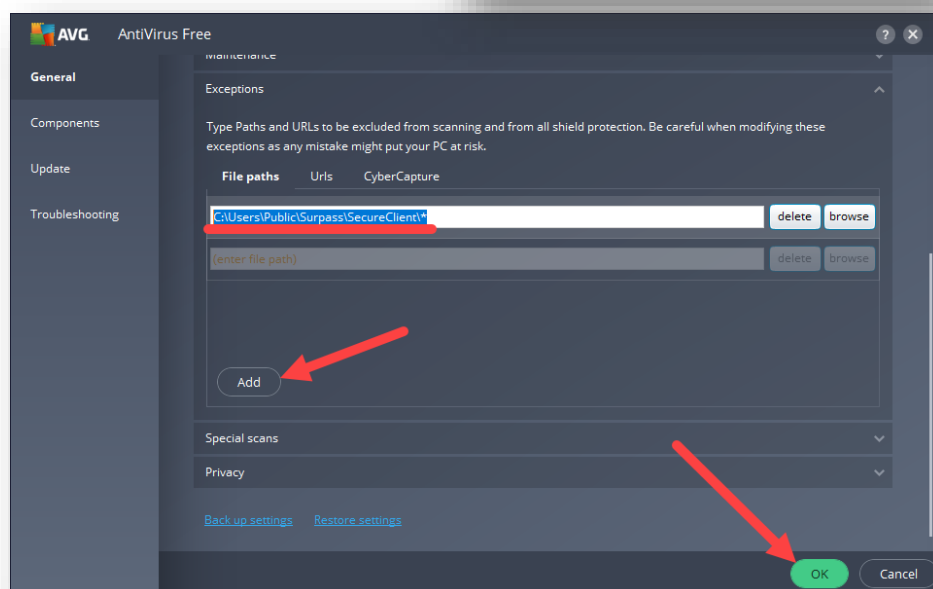 AVG AntiVirus Free
? X
General
Components
Update
Troubleshooting
Maintenance
Exceptions
Type Paths and URLs to be excluded from scanning and from all shield protection. Be careful when modifying these
exceptions as any mistake might put your PC at risk.
File paths Urls CyberCapture
C:\Users\Public\Surpass\SecureClient\* delete browse
(enter file path) delete browse
Add
Special scans
Privacy
Back up settings Restore settings
OK Cancel